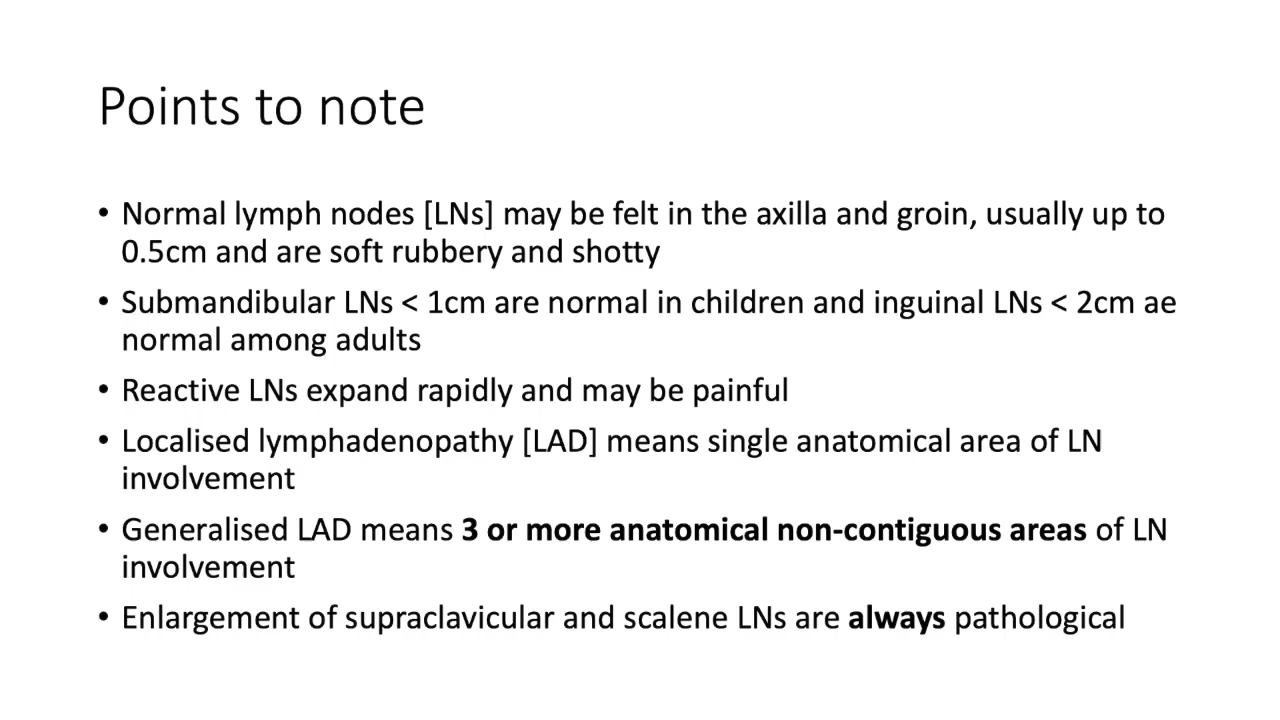 Points to note
• Normal lymph nodes [LNs] may be felt in the axilla and groin, usually up to
0.5cm and are soft rubbery and shotty
• Submandibular LNs < 1cm are normal in children and inguinal LNs < 2cm ae
normal among adults
• Reactive LNs expand rapidly and may be painful
• Localised lymphadenopathy [LAD] means single anatomical area of LN
involvement
• Generalised LAD means 3 or more anatomical non-contiguous areas of LN
involvement
• Enlargement of supraclavicular and scalene LNs are always pathological